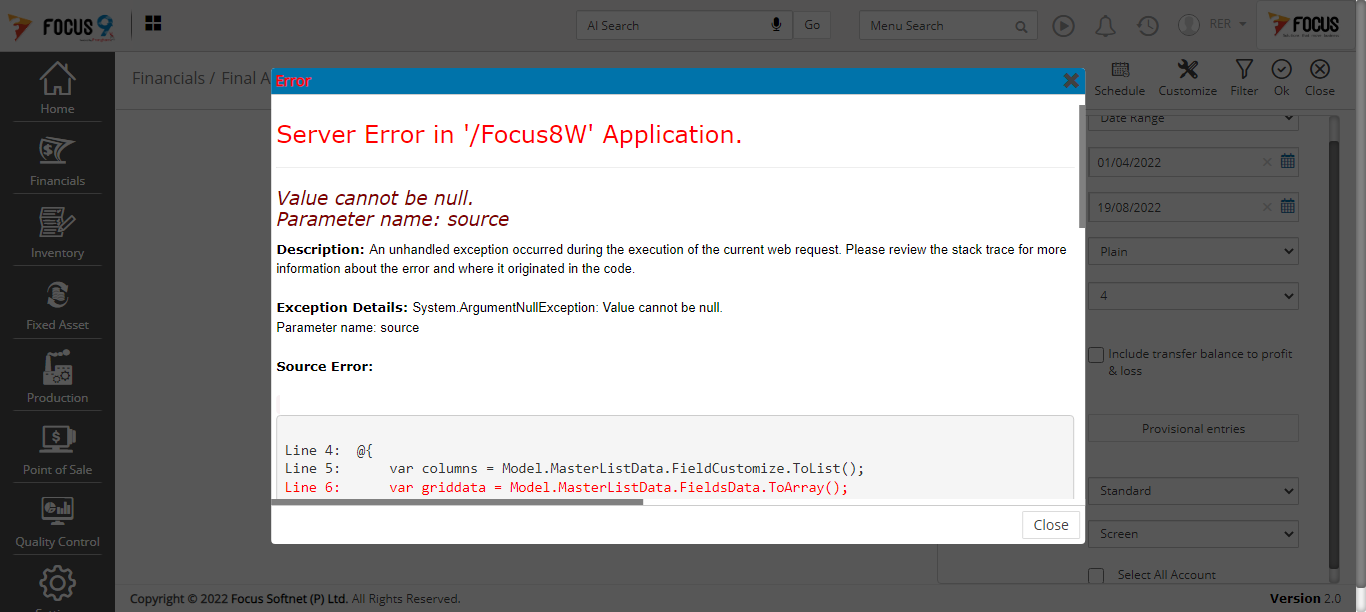 FOCUS 9
AI Search
Go
Menu Search
RER
FOCUS
Home
Financials
Inventory
Fixed Asset
Production
Point of Sale
Quality Control
Financials / Final A
Schedule
Customize
Filter
Ok
Close
Error
Server Error in '/Focus8W' Application.
Value cannot be null.
Parameter name: source
Description: An unhandled exception occurred during the execution of the current web request. Please review the stack trace for more
information about the error and where it originated in the code.
Exception Details: System.ArgumentNullException: Value cannot be null.
Parameter name: source
Source Error:
Line 4:  @{
Line 5:      var columns = Model.MasterListData.FieldCustomize.ToList();
Line 6:      var griddata = Model.MasterListData.FieldsData.ToArray();
Close
Date Range
01/04/2022
19/08/2022
Plain
4
Include transfer balance to profit
& loss
Provisional entries
Standard
Screen
Select All Account
Copyright © 2022 Focus Softnet (P) Ltd. All Rights Reserved.
Version 2.0